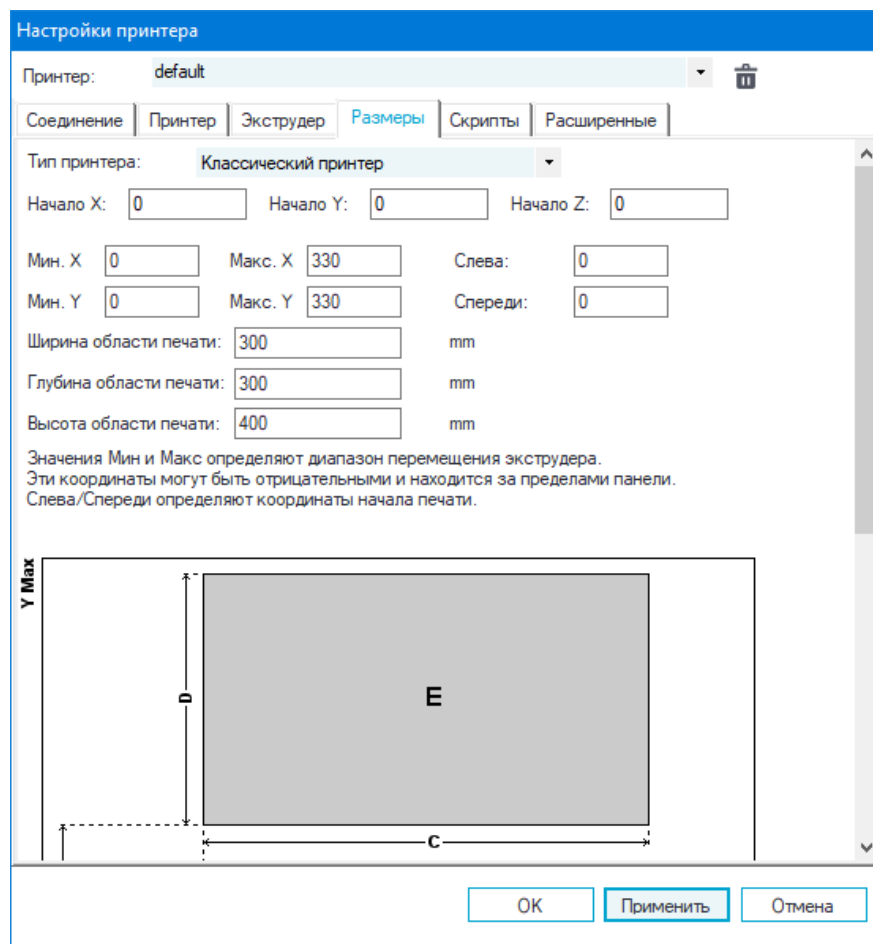 Настройки принтера
Принтер: default
Соединение Принтер Экструдер Размеры Скрипты Расширенные
Тип принтера: Классический принтер
Начало X: 0 Начало Y: 0 Начало Z: 0
Мин. X 0 Макс. X 330 Слева: 0
Мин. Y 0 Макс. Y 330 Спереди: 0
Ширина области печати: 300 mm
Глубина области печати: 300 mm
Высота области печати: 400 mm
Значения Мин и Макс определяют диапазон перемещения экструдера.
Эти координаты могут быть отрицательными и находится за пределами панели.
Слева/Спереди определяют координаты начала печати.
Y Max
D
E
C
OK Применить Отмена